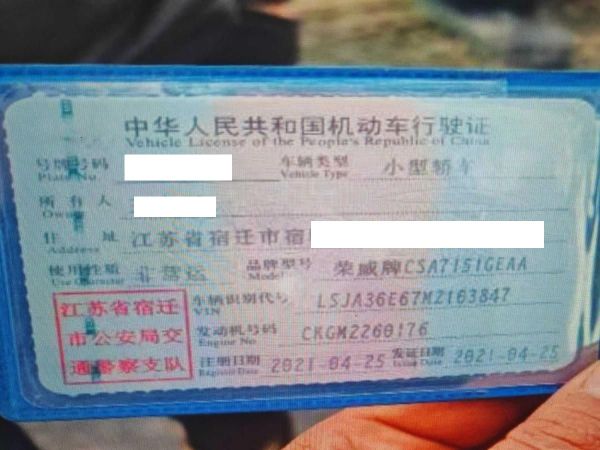 中华人民共和国机动车行驶证
Vehicle License of the People's Republic of China
号牌号码 车辆类型 小型轿车
Plate No. Vehicle Type
所有人
Owner
住址 江苏省宿迁市宿
Address
使用性质 非营运 品牌型号 荣威牌CSA7151GEAA
Use Character Model
江苏省宿迁市公安局交通警察支队
车辆识别代号 LSJA36E67M2163847
VIN
发动机号码 CKGM2260176
Engine No.
注册日期 2021-04-25 发证日期 2021-04-25
Register Date Issue Date